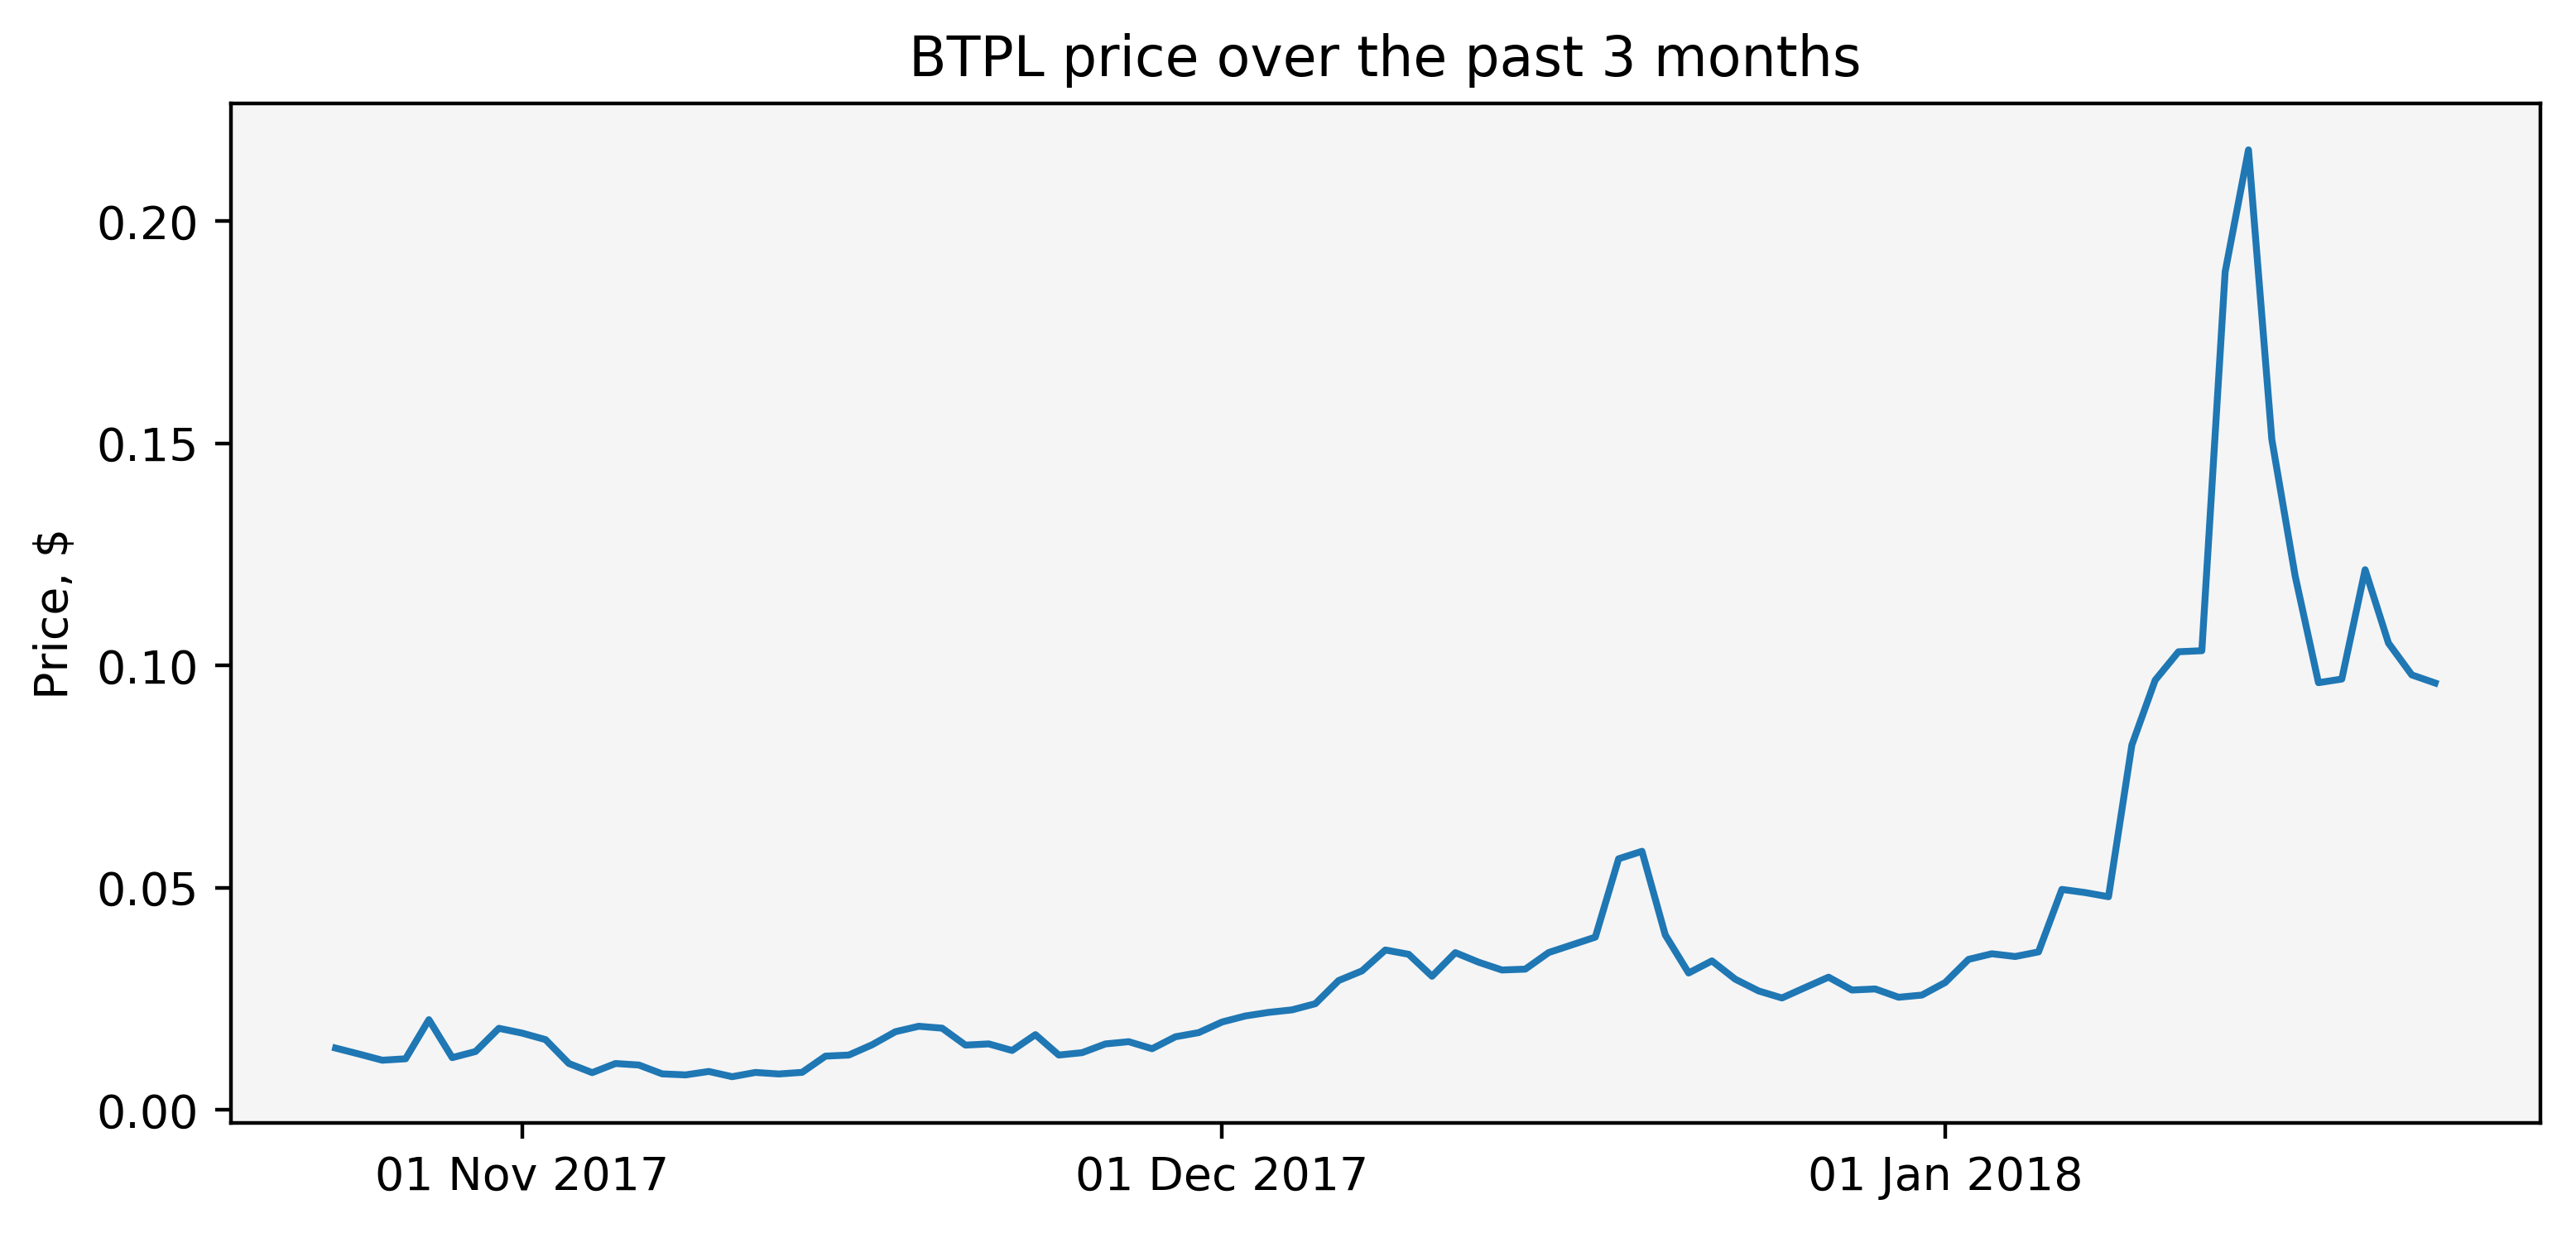 BTPL price over the past 3 months
Price, $
0.20
0.15
0.10
0.05
0.00
01 Nov 2017
01 Dec 2017
01 Jan 2018